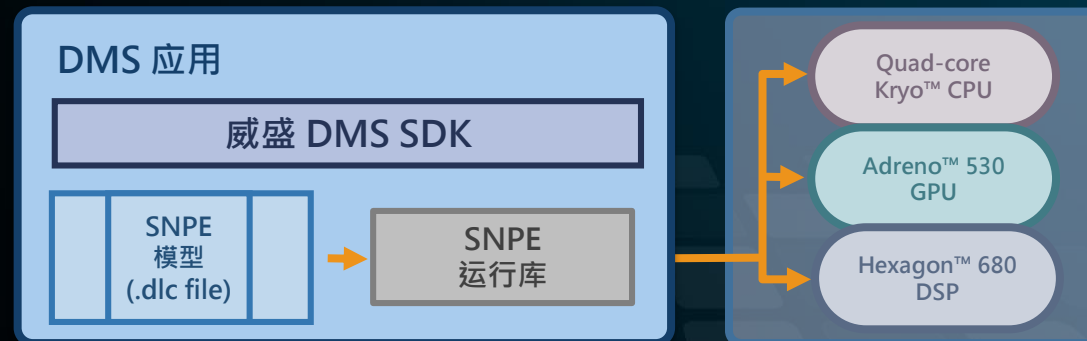 DMS 应用
威盛 DMS SDK
SNPE
模型
(.dlc file)
SNPE
运行库
Quad-core
Kryo™ CPU
Adreno™ 530
GPU
Hexagon™ 680
DSP